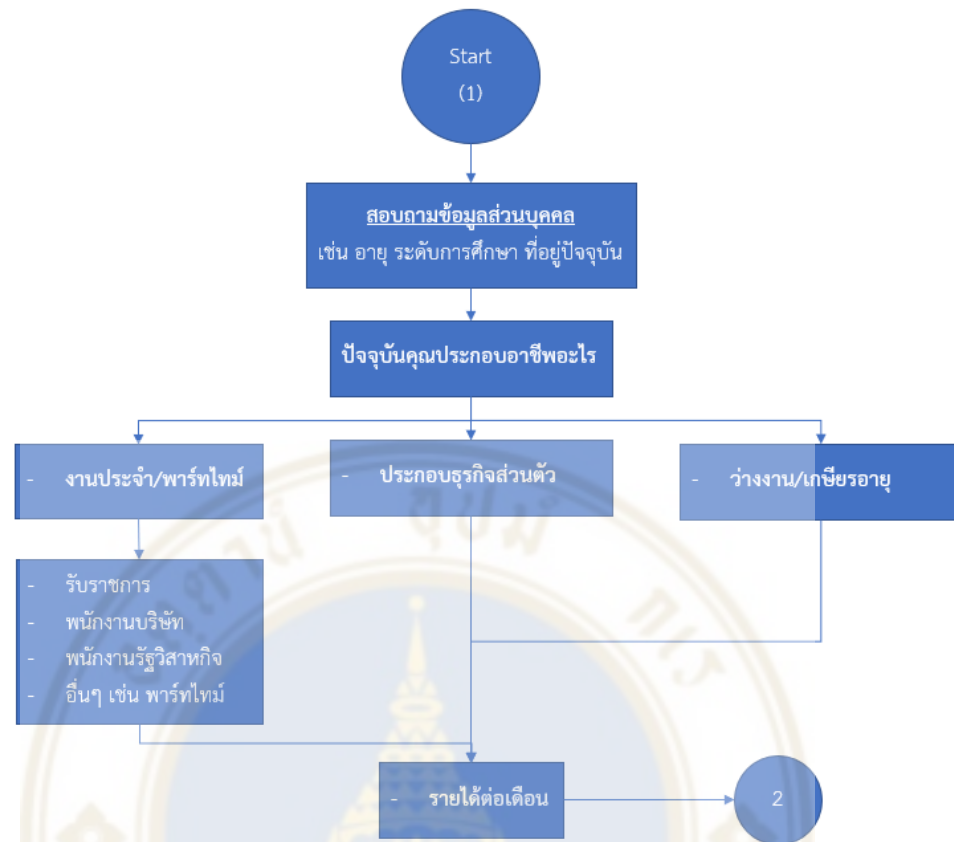 Start
(1)
สอบถามข้อมูลส่วนบุคคล
เช่น อายุ ระดับการศึกษา ที่อยู่ปัจจุบัน
ปัจจุบันคุณประกอบอาชีพอะไร
- งานประจำ/พาร์ทไทม์
- ประกอบธุรกิจส่วนตัว
- ว่างงาน/เกษียรอายุ
- รับราชการ
- พนักงานบริษัท
- พนักงานรัฐวิสาหกิจ
- อื่นๆ เช่น พาร์ทไทม์
- รายได้ต่อเดือน
2